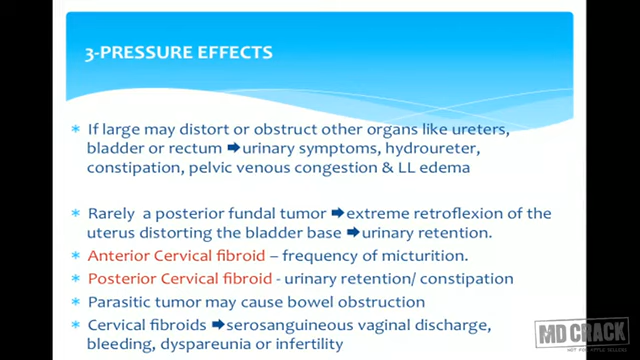 3-PRESSURE EFFECTS
* If large may distort or obstruct other organs like ureters,
bladder or rectum ➡urinary symptoms, hydroureter,
constipation, pelvic venous congestion & LL edema
* Rarely a posterior fundal tumor ➡extreme retroflexion of the
uterus distorting the bladder base ➡urinary retention.
* Anterior Cervical fibroid – frequency of micturition.
* Posterior Cervical fibroid - urinary retention/ constipation
* Parasitic tumor may cause bowel obstruction
* Cervical fibroids ➡serosanguineous vaginal discharge,
bleeding, dyspareunia or infertility
MD CRACK